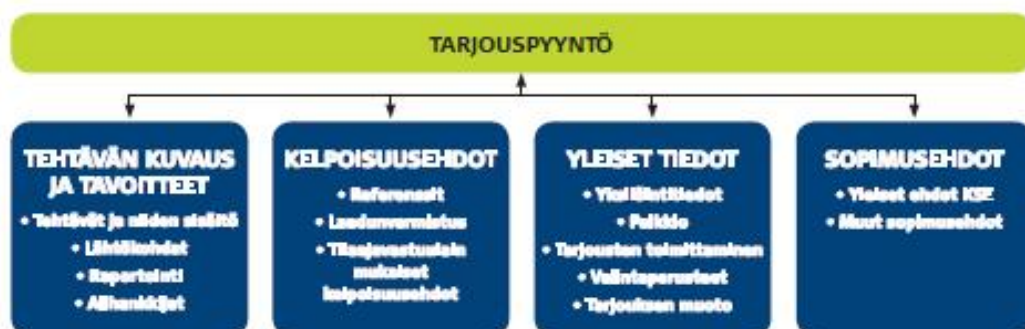 TARJOUSPYYNTÖ
TEHTÄVÄN KUVAUS
JA TAVOITTEET
• Tehtävät ja niiden sisältö
• Lähtökohdat
• Raportointi
• Alihankkijat
KELPOISUUSEHDOT
• Referenssit
• Laadunvarmistus
• Tilaajavastuulain
mukaiset
kelpoisuusehdot
YLEISET TIEDOT
• Yksilöintitiedot
• Palkkio
• Tarjousten toimittaminen
• Valintaperusteet
• Tarjouksen muoto
SOPIMUSEHDOT
• Yleiset ehdot KSE
• Muut sopimusehdot